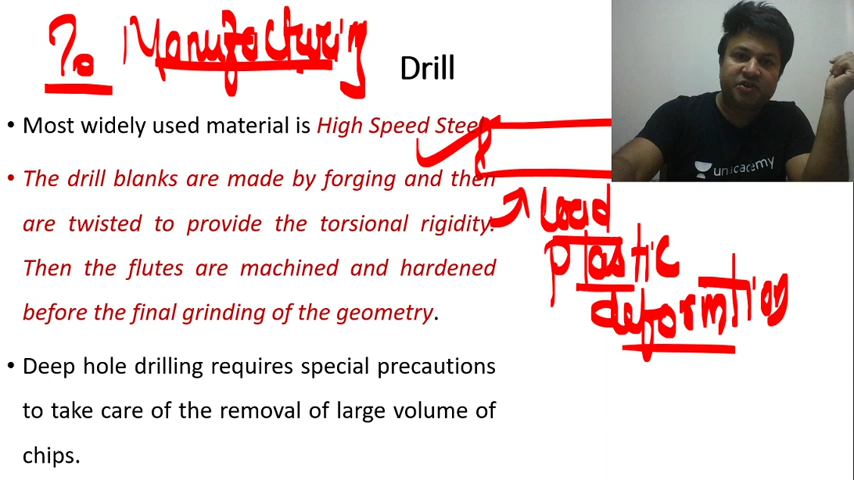 To Manufacturing
Drill
• Most widely used material is High Speed Steel.
• The drill blanks are made by forging and then
are twisted to provide the torsional rigidity.
Then the flutes are machined and hardened
before the final grinding of the geometry.
• Deep hole drilling requires special precautions
to take care of the removal of large volume of
chips.
Load
plastic
deformtion
unacademy